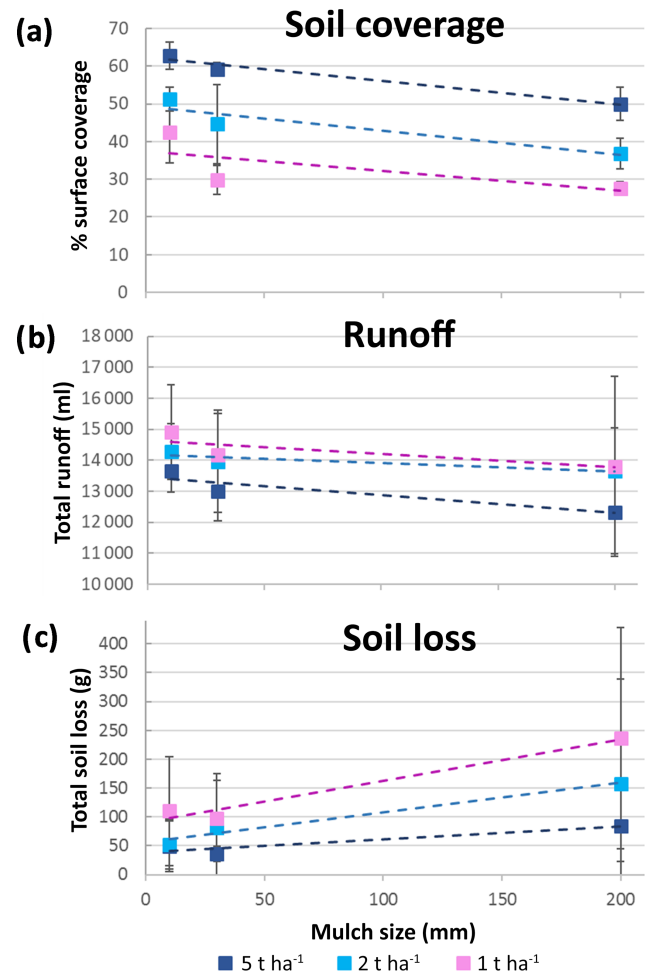 (a)
Soil coverage
% surface coverage
70
60
50
40
30
20
10
0
(b)
Runoff
Total runoff (ml)
18 000
17 000
16 000
15 000
14 000
13 000
12 000
11 000
10 000
(c)
Soil loss
Total soil loss (g)
400
350
300
250
200
150
100
50
0
0 50 100 150 200
Mulch size (mm)
5 t ha⁻¹ 2 t ha⁻¹ 1 t ha⁻¹